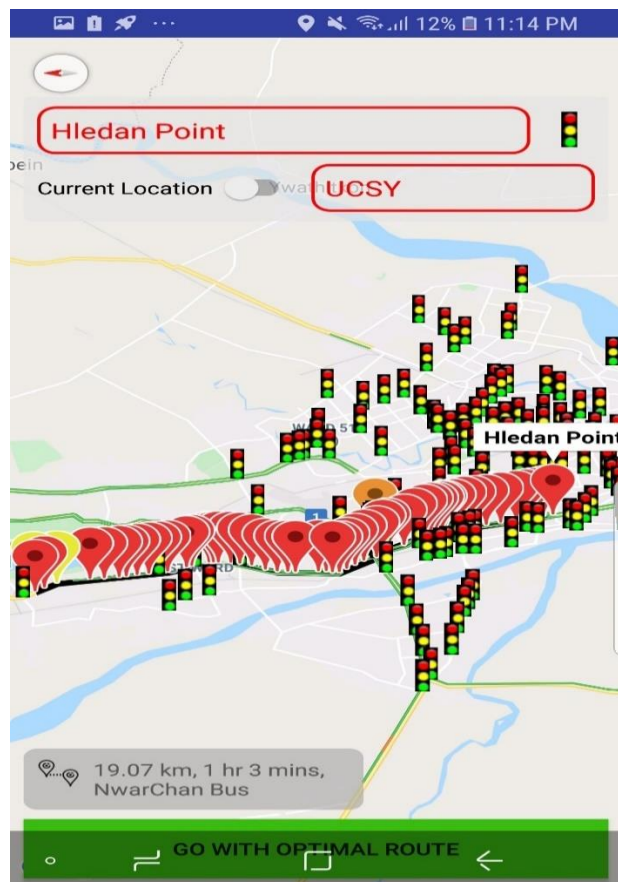 12% 11:14 PM
Hledan Point
Current Location
UCSY
Hledan Point
1
19.07 km, 1 hr 3 mins,
NwarChan Bus
GO WITH OPTIMAL ROUTE